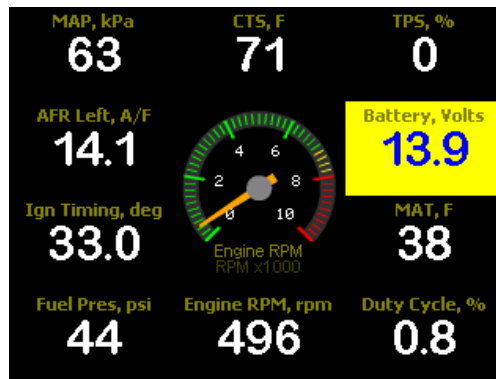 MAP, kPa
63
CTS, F
71
TPS, %
0
AFR Left, A/F
14.1
4
6
2
8
0
10
Engine RPM
RPM x1000
Battery, Volts
13.9
Ign Timing, deg
33.0
MAT, F
38
Fuel Pres, psi
44
Engine RPM, rpm
496
Duty Cycle, %
0.8